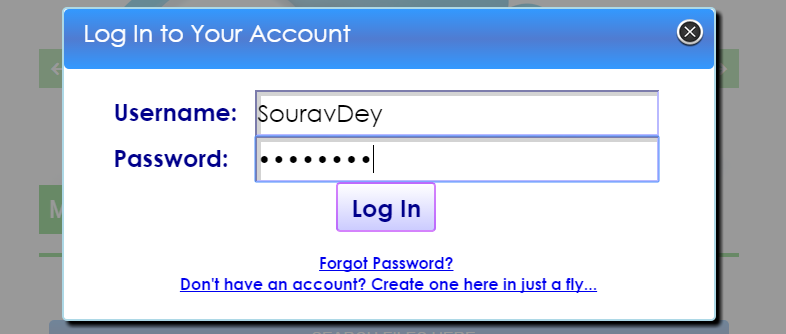 Log In to Your Account
Username: SouravDey
Password: ••••••••
Log In
Forgot Password?
Don't have an account? Create one here in just a fly...